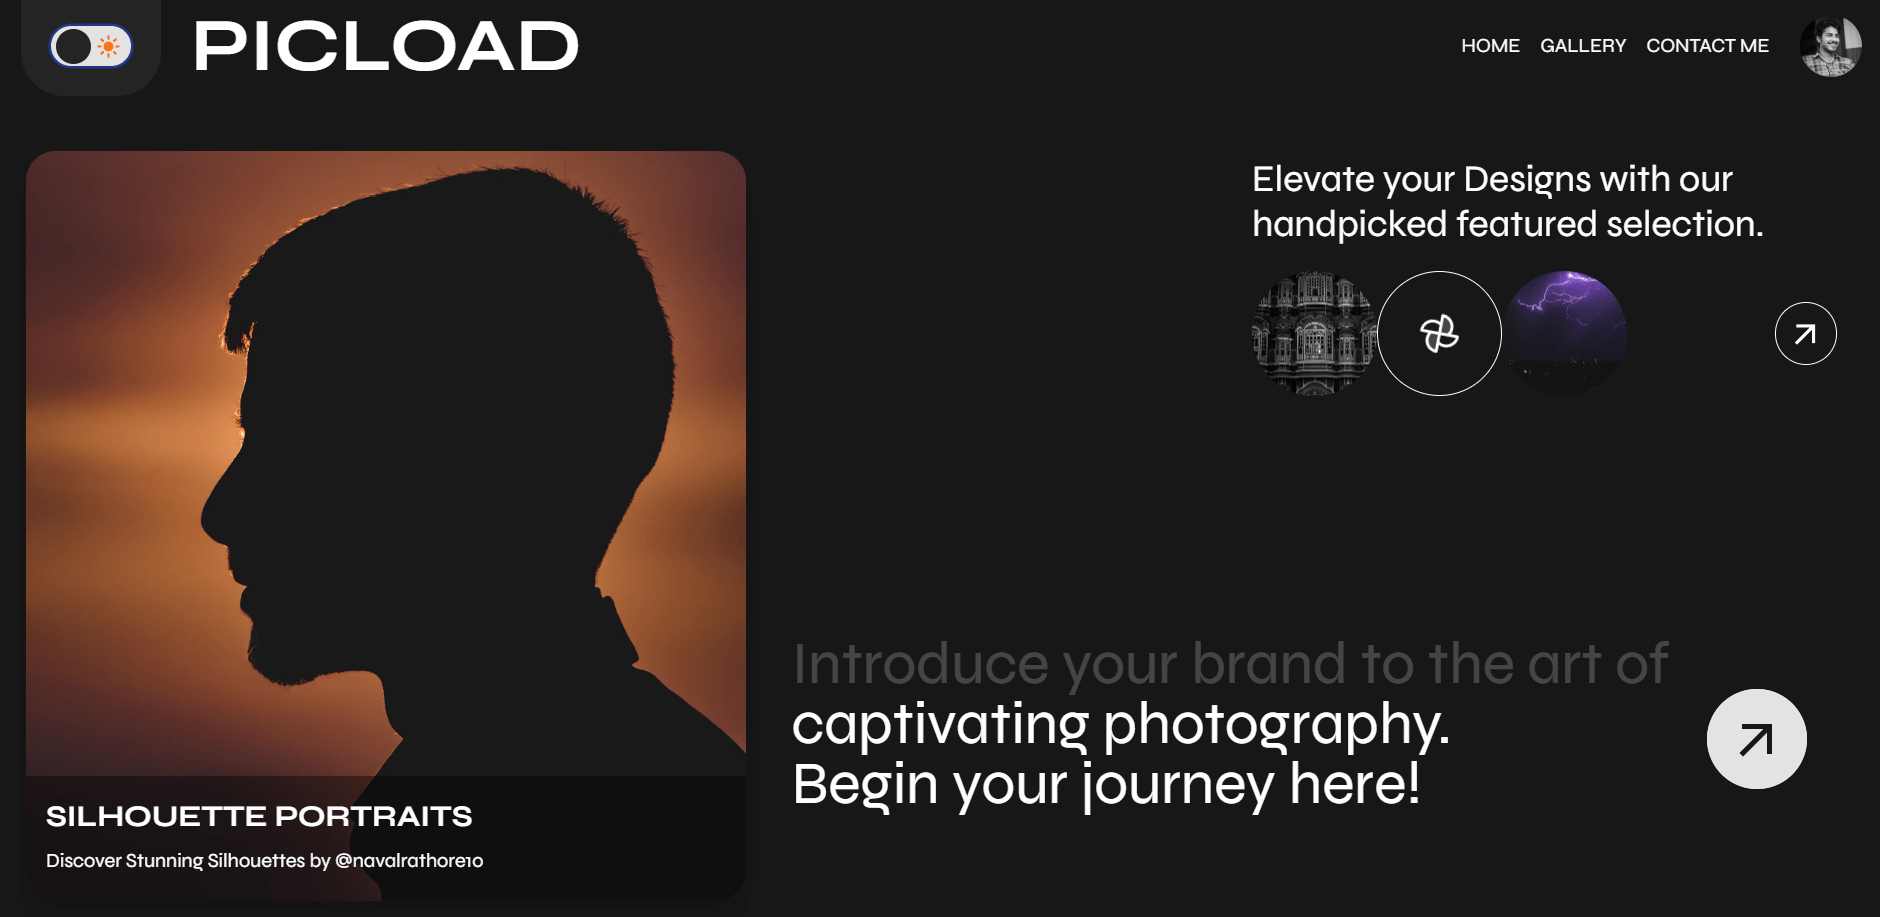 PICLOAD
HOME GALLERY CONTACT ME
Elevate your Designs with our
handpicked featured selection.
Introduce your brand to the art of
captivating photography.
Begin your journey here!
SILHOUETTE PORTRAITS
Discover Stunning Silhouettes by @navalrathore10